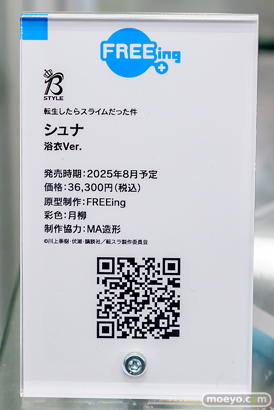 FREEing
B
STYLE
転生したらスライムだった件
シュナ
浴衣Ver.
発売時期：2025年8月予定
価格：36,300円（税込）
原型制作：FREEing
彩色：月柳
制作協力：MA造形
©川上泰樹・伏瀬・講談社／転スラ製作委員会
moeyo.com